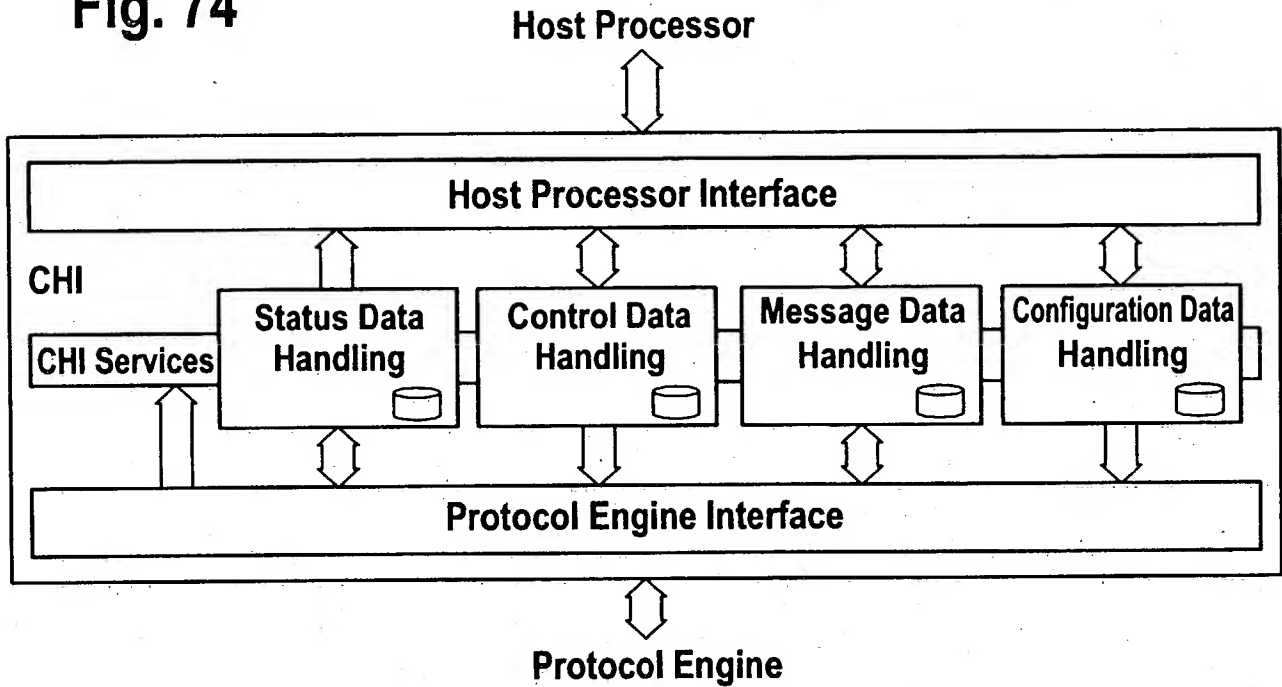 Fig. 74
Host Processor
Host Processor Interface
CHI
CHI Services
Status Data
Handling
Control Data
Handling
Message Data
Handling
Configuration Data
Handling
Protocol Engine Interface
Protocol Engine